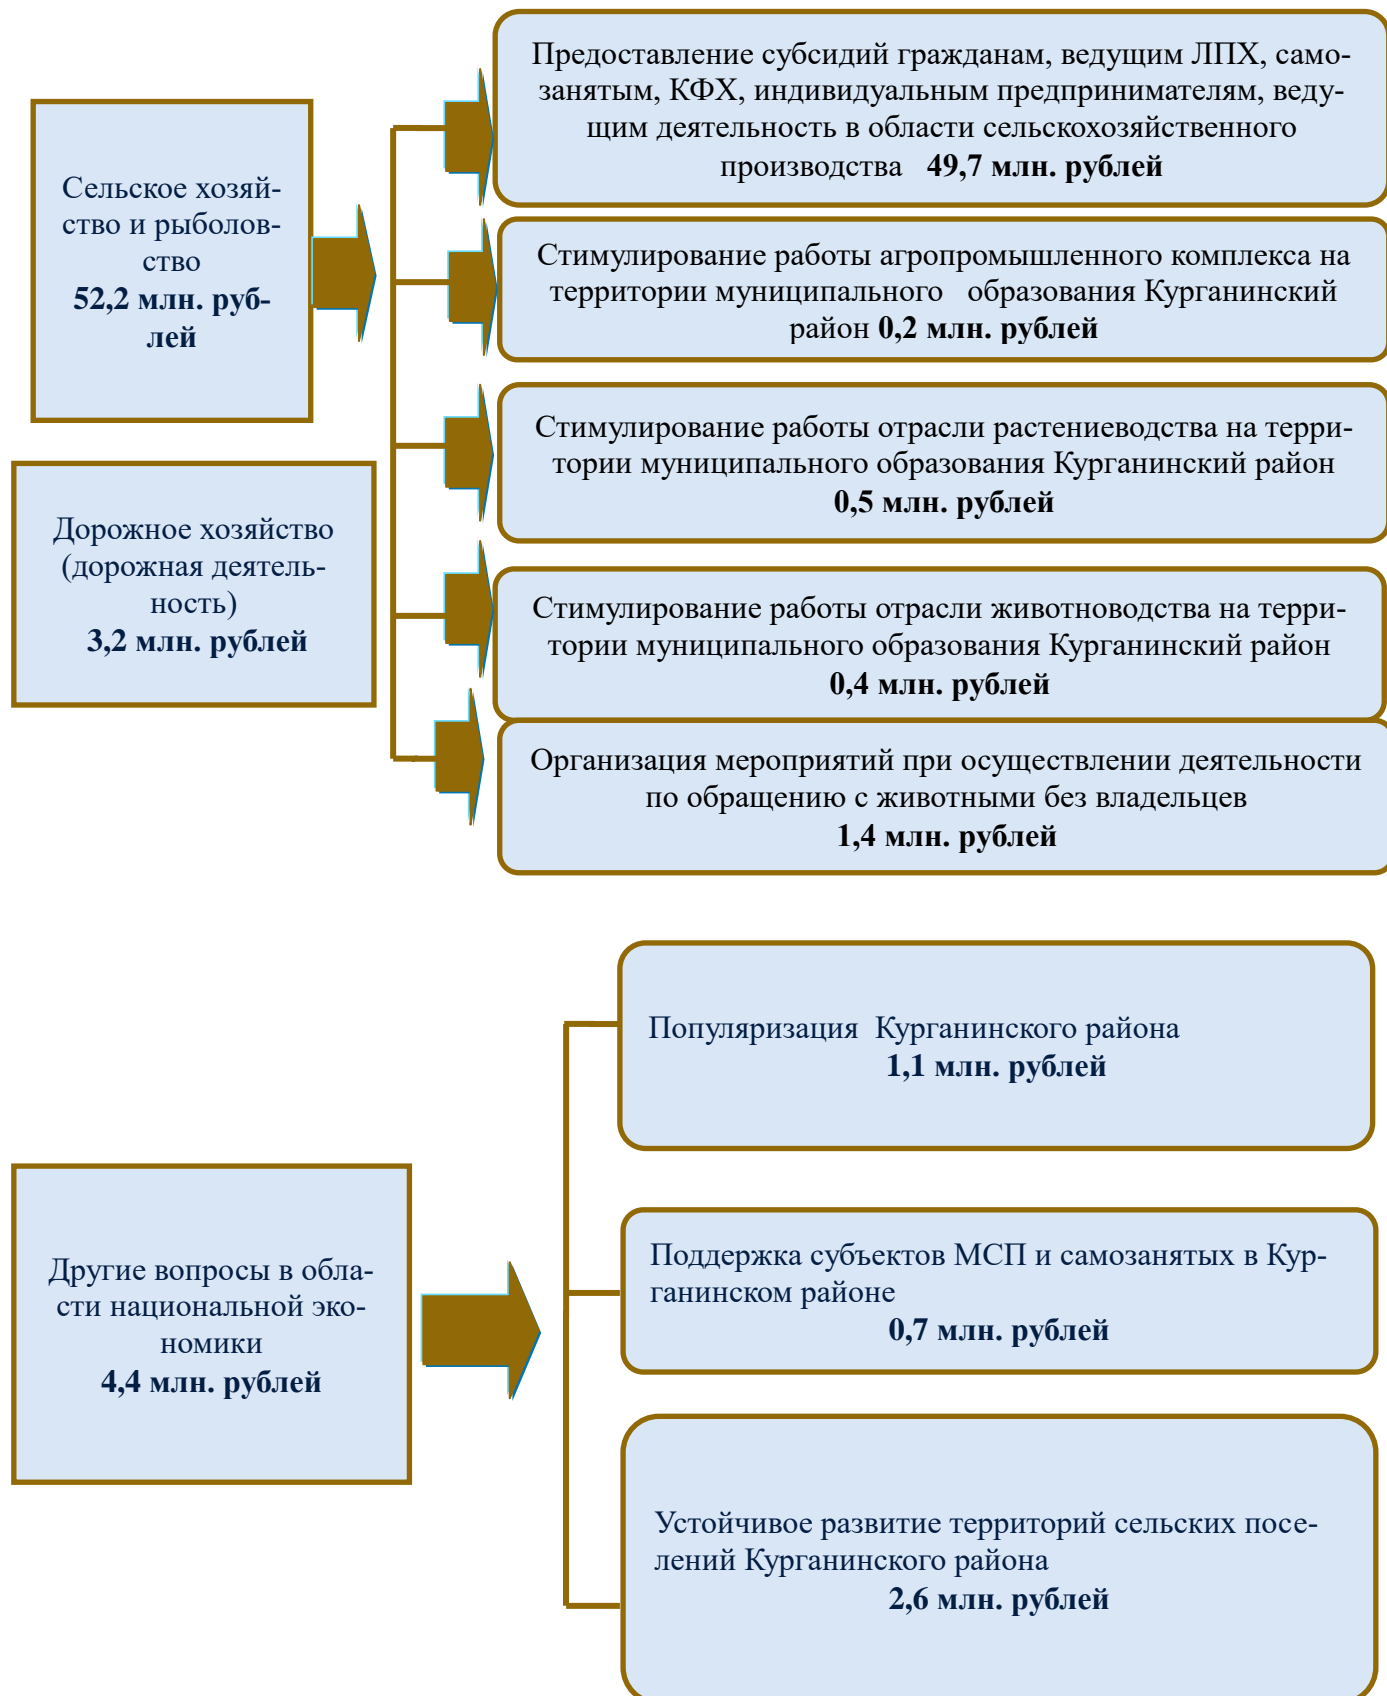 Предоставление субсидий гражданам, ведущим ЛПХ, само-
занятым, КФХ, индивидуальным предпринимателям, веду-
щим деятельность в области сельскохозяйственного
производства 49,7 млн. рублей
Сельское хозяй-
ство и рыболов-
ство
52,2 млн. руб-
лей
Стимулирование работы агропромышленного комплекса на
территории муниципального образования Курганинский
район 0,2 млн. рублей
Стимулирование работы отрасли растениеводства на терри-
тории муниципального образования Курганинский район
0,5 млн. рублей
Дорожное хозяйство
(дорожная деятель-
ность)
3,2 млн. рублей
Стимулирование работы отрасли животноводства на терри-
тории муниципального образования Курганинский район
0,4 млн. рублей
Организация мероприятий при осуществлении деятельности
по обращению с животными без владельцев
1,4 млн. рублей
Популяризация Курганинского района
1,1 млн. рублей
Другие вопросы в обла-
сти национальной эко-
номики
4,4 млн. рублей
Поддержка субъектов МСП и самозанятых в Кур-
ганинском районе
0,7 млн. рублей
Устойчивое развитие территорий сельских посе-
лений Курганинского района
2,6 млн. рублей